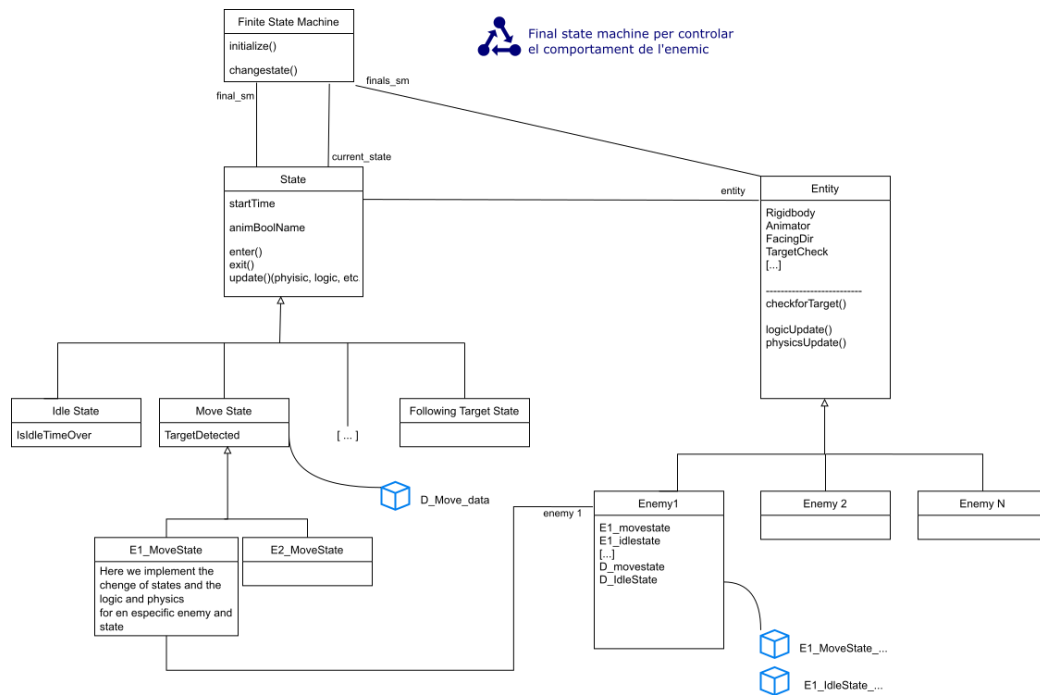 Finite State Machine
initialize()
changestate()
Final state machine per controlar
el comportament de l'enemic
final_sm
finals_sm
current_state
State
startTime
animBoolName
enter()
exit()
update()(phyisic, logic, etc
entity
Entity
Rigidbody
Animator
FacingDir
TargetCheck
[...]
--------------------------
checkforTarget()
logicUpdate()
physicsUpdate()
Idle State
IsIdleTimeOver
Move State
TargetDetected
[ ... ]
Following Target State
D_Move_data
E1_MoveState
Here we implement the
chenge of states and the
logic and physics
for en especific enemy and
state
E2_MoveState
enemy 1
Enemy1
E1_movestate
E1_idlestate
[...]
D_movestate
D_IdleState
Enemy 2
Enemy N
E1_MoveState_...
E1_IdleState_...